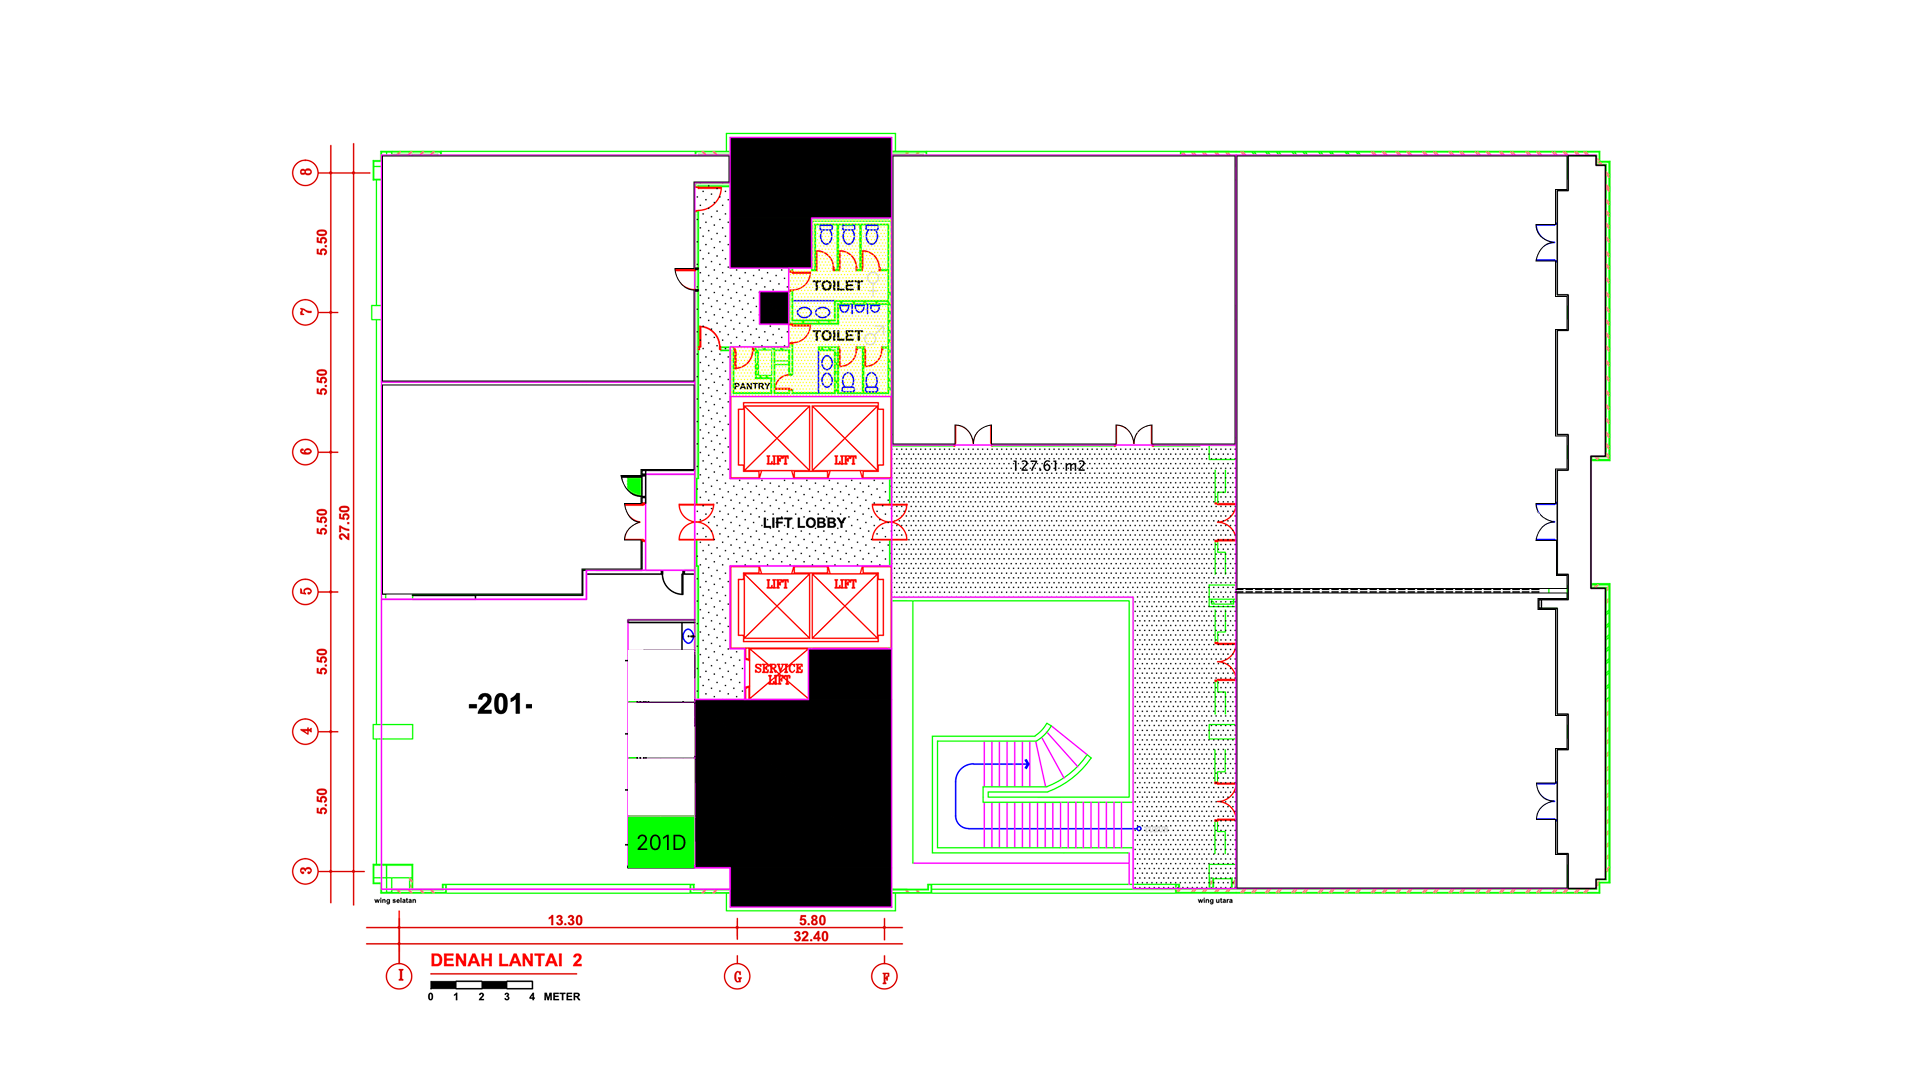 8
5.50
TOILET
7
TOILET
5.50
PANTRY
6
LIFT
LIFT
127.61 m2
5.50
27.50
LIFT LOBBY
LIFT
LIFT
5
5.50
SERVICE
LIFT
-201-
4
5.50
201D
3
wing selatan
wing utara
13.30
5.80
32.40
DENAH LANTAI 2
I
G
F
0 1 2 3 4 METER